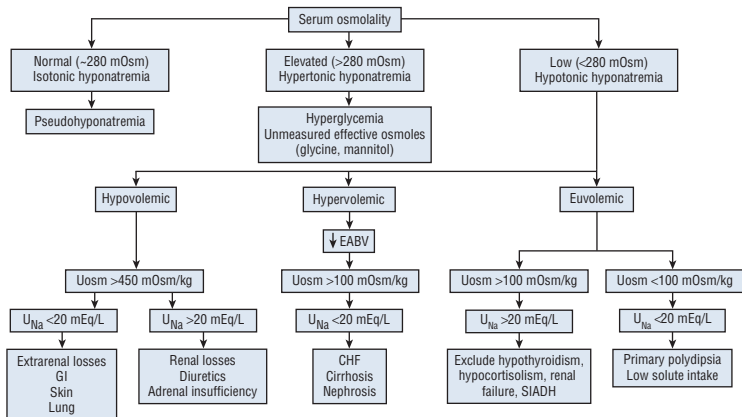 Serum osmolality
Normal (~280 mOsm)
Isotonic hyponatremia
Elevated (>280 mOsm)
Hypertonic hyponatremia
Low (<280 mOsm)
Hypotonic hyponatremia
Pseudohyponatremia
Hyperglycemia
Unmeasured effective osmoles
(glycine, mannitol)
Hypovolemic
Hypervolemic
Euvolemic
↓ EABV
Uosm >450 mOsm/kg
Uosm >100 mOsm/kg
Uosm >100 mOsm/kg
Uosm <100 mOsm/kg
UNa <20 mEq/L
UNa >20 mEq/L
UNa <20 mEq/L
UNa >20 mEq/L
UNa <20 mEq/L
Extrarenal losses
GI
Skin
Lung
Renal losses
Diuretics
Adrenal insufficiency
CHF
Cirrhosis
Nephrosis
Exclude hypothyroidism,
hypocortisolism, renal
failure, SIADH
Primary polydipsia
Low solute intake